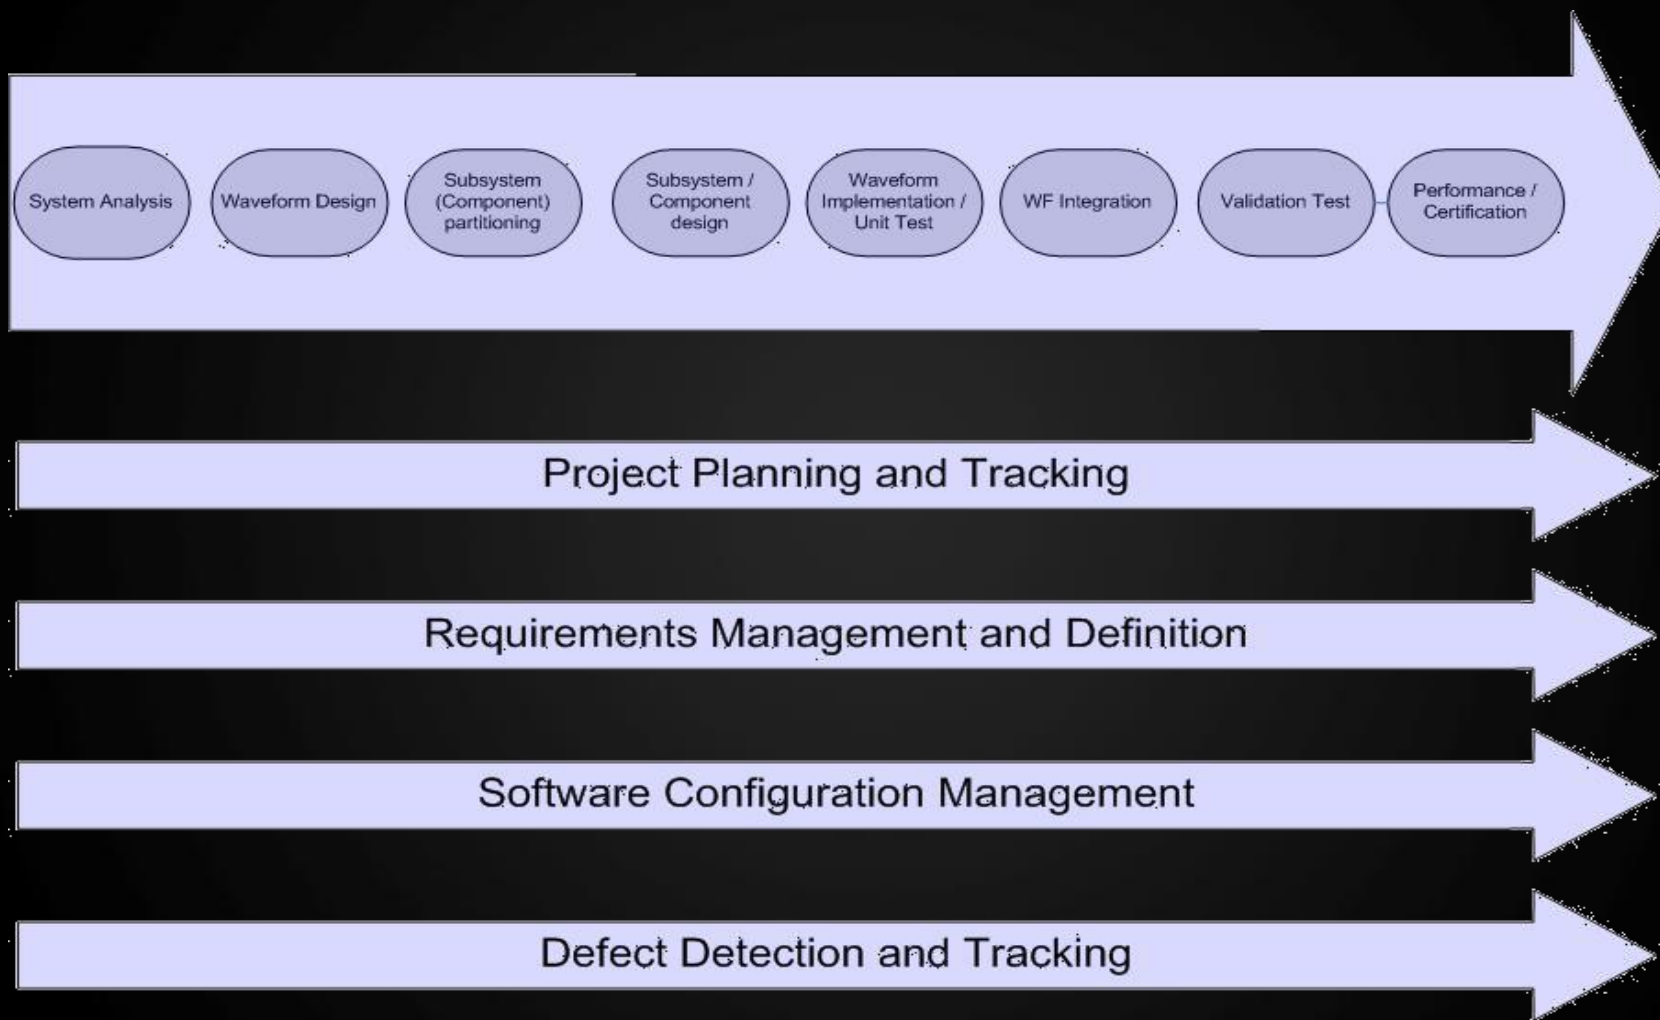 System Analysis
Waveform Design
Subsystem
(Component)
partitioning
Subsystem /
Component
design
Waveform
Implementation /
Unit Test
WF Integration
Validation Test
Performance /
Certification
Project Planning and Tracking
Requirements Management and Definition
Software Configuration Management
Defect Detection and Tracking